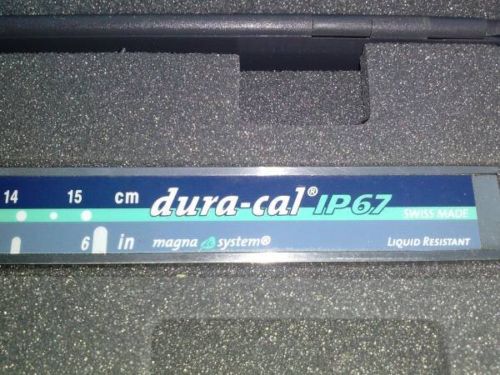 14 15 cm dura-cal® IP67 SWISS MADE
6 in magna system® LIQUID RESISTANT